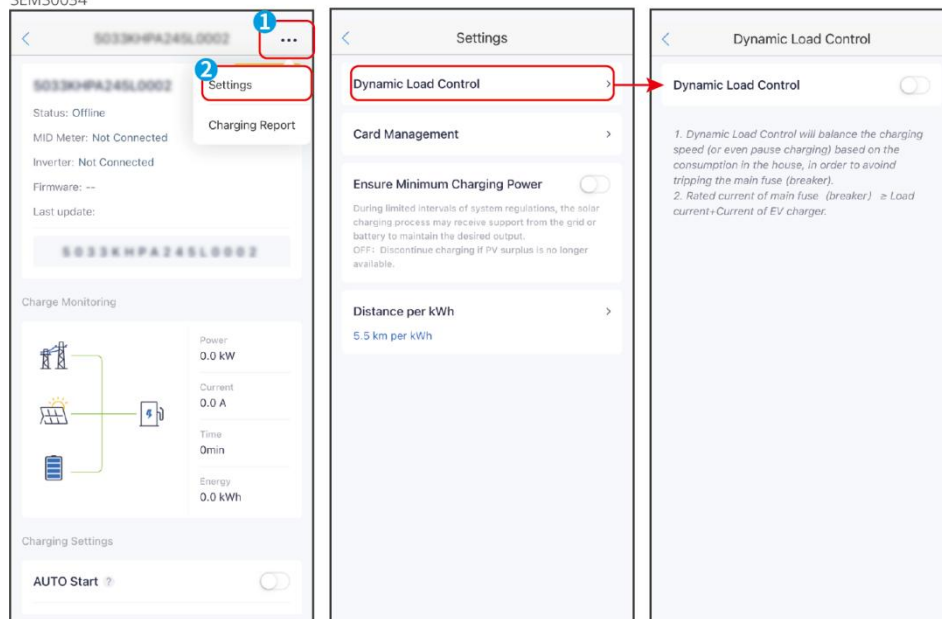 SEMS0034
1
5033KHPA245L0002
...
2
5033KHPA245L0002
Settings
Status: Offline
Charging Report
MID Meter: Not Connected
Inverter: Not Connected
Firmware: --
Last update:
5033KHPA245L0002
Charge Monitoring
Power
0.0 kW
Current
0.0 A
Time
0min
Energy
0.0 kWh
Charging Settings
AUTO Start ?
Settings
Dynamic Load Control
Card Management
Ensure Minimum Charging Power
During limited intervals of system regulations, the solar
charging process may receive support from the grid or
battery to maintain the desired output.
OFF: Discontinue charging if PV surplus is no longer
available.
Distance per kWh
5.5 km per kWh
Dynamic Load Control
Dynamic Load Control
1. Dynamic Load Control will balance the charging
speed (or even pause charging) based on the
consumption in the house, in order to avoind
tripping the main fuse (breaker).
2. Rated current of main fuse (breaker) ≥ Load
current+Current of EV charger.